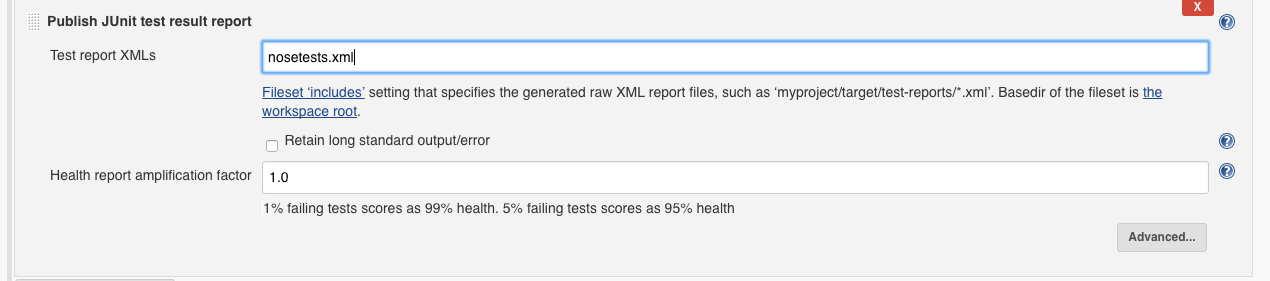 X
Publish JUnit test result report
?
Test report XMLs
nosetests.xml
Fileset ‘includes’ setting that specifies the generated raw XML report files, such as ‘myproject/target/test-reports/*.xml’. Basedir of the fileset is the
workspace root.
Retain long standard output/error
?
Health report amplification factor
1.0
?
1% failing tests scores as 99% health. 5% failing tests scores as 95% health
Advanced...